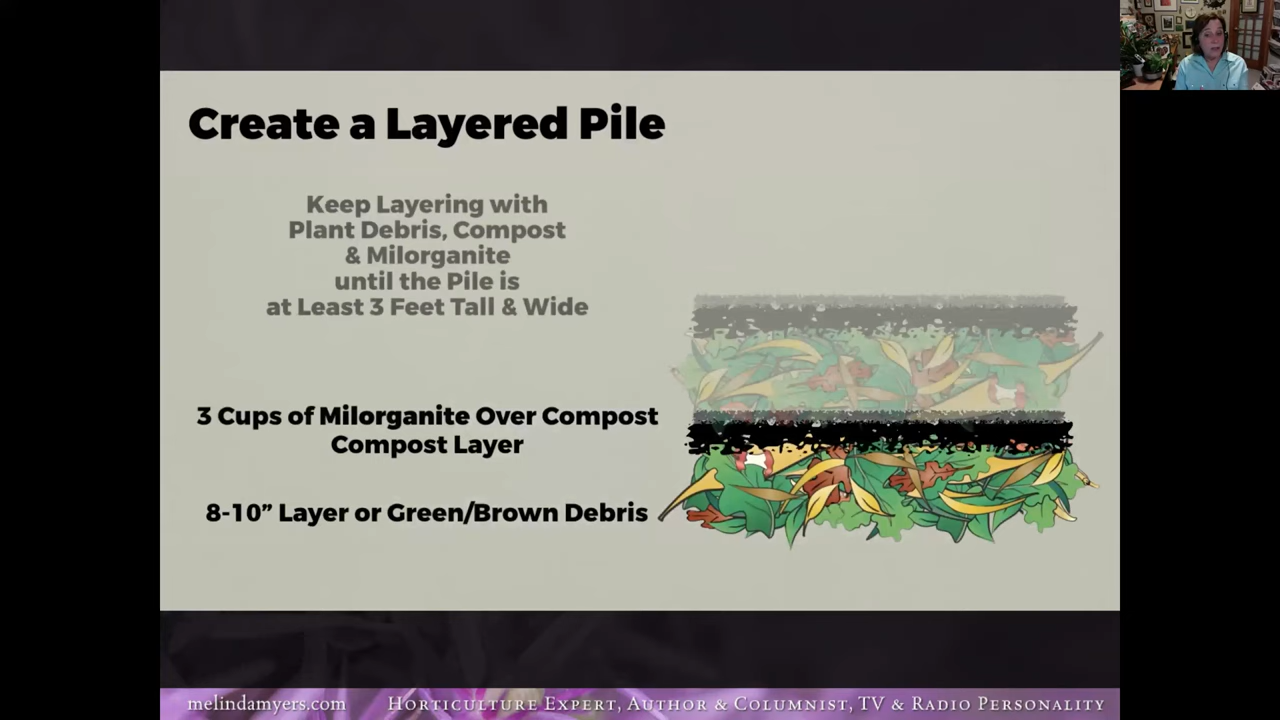 Create a Layered Pile
Keep Layering with
Plant Debris, Compost
& Milorganite
until the Pile is
at Least 3 Feet Tall & Wide
3 Cups of Milorganite Over Compost
Compost Layer
8-10” Layer or Green/Brown Debris
melindamyers.com
Horticulture Expert, Author & Columnist, TV & Radio Personality